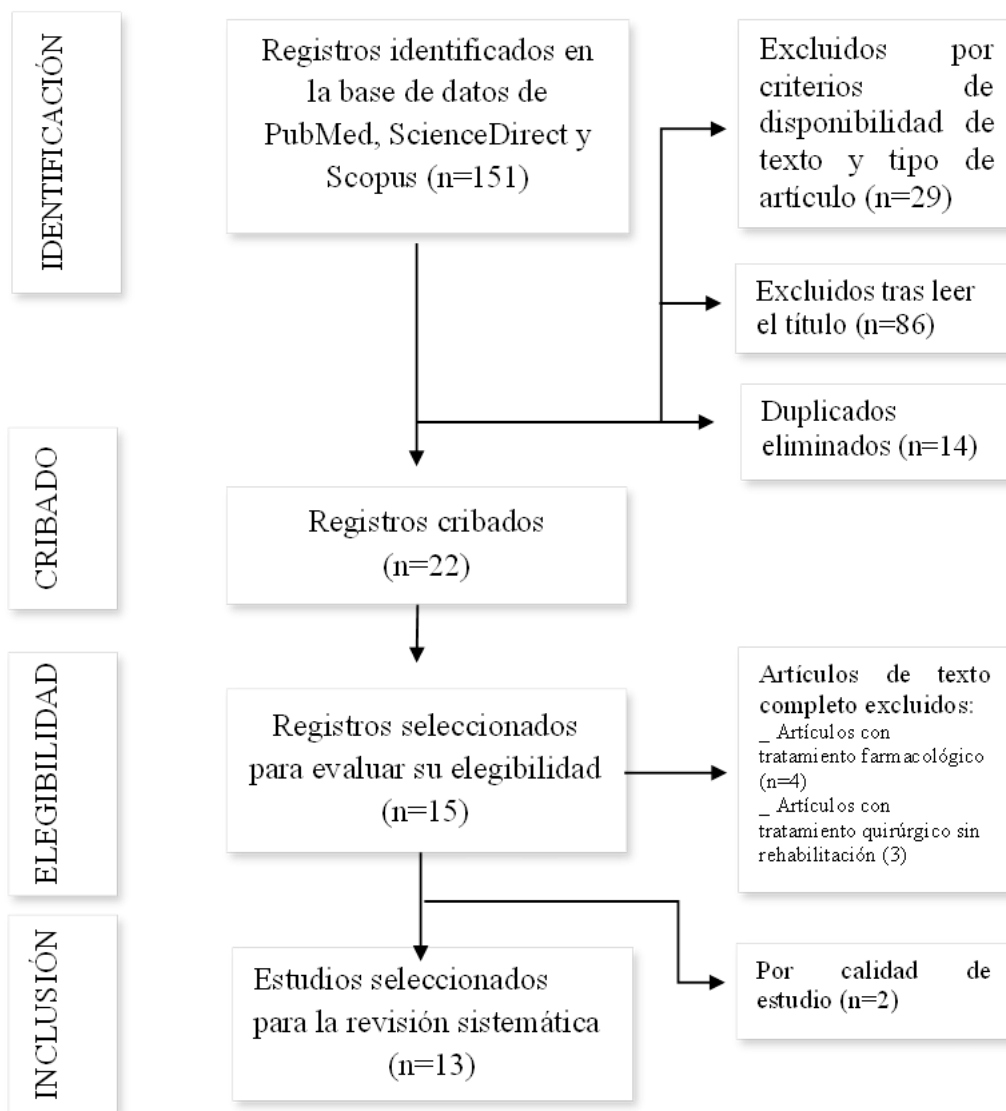 IDENTIFICACIÓN
Registros identificados en
la base de datos de
PubMed, ScienceDirect y
Scopus (n=151)
Excluidos por
criterios de
disponibilidad de
texto y tipo de
artículo (n=29)
Excluidos tras leer
el título (n=86)
Duplicados
eliminados (n=14)
CRIBADO
Registros cribados
(n=22)
ELEGIBILIDAD
Registros seleccionados
para evaluar su elegibilidad
(n=15)
Artículos de texto
completo excluidos:
_ Artículos con
tratamiento farmacológico
(n=4)
_ Artículos con
tratamiento quirúrgico sin
rehabilitación (3)
INCLUSIÓN
Estudios seleccionados
para la revisión sistemática
(n=13)
Por calidad de
estudio (n=2)